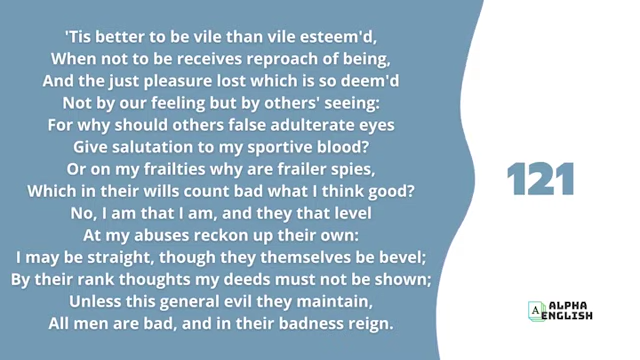 'Tis better to be vile than vile esteem'd,
When not to be receives reproach of being,
And the just pleasure lost which is so deem'd
Not by our feeling but by others' seeing:
For why should others false adulterate eyes
Give salutation to my sportive blood?
Or on my frailties why are frailer spies,
Which in their wills count bad what I think good?
No, I am that I am, and they that level
At my abuses reckon up their own:
I may be straight, though they themselves be bevel;
By their rank thoughts my deeds must not be shown;
Unless this general evil they maintain,
All men are bad, and in their badness reign.
121
A
ALPHA
ENGLISH